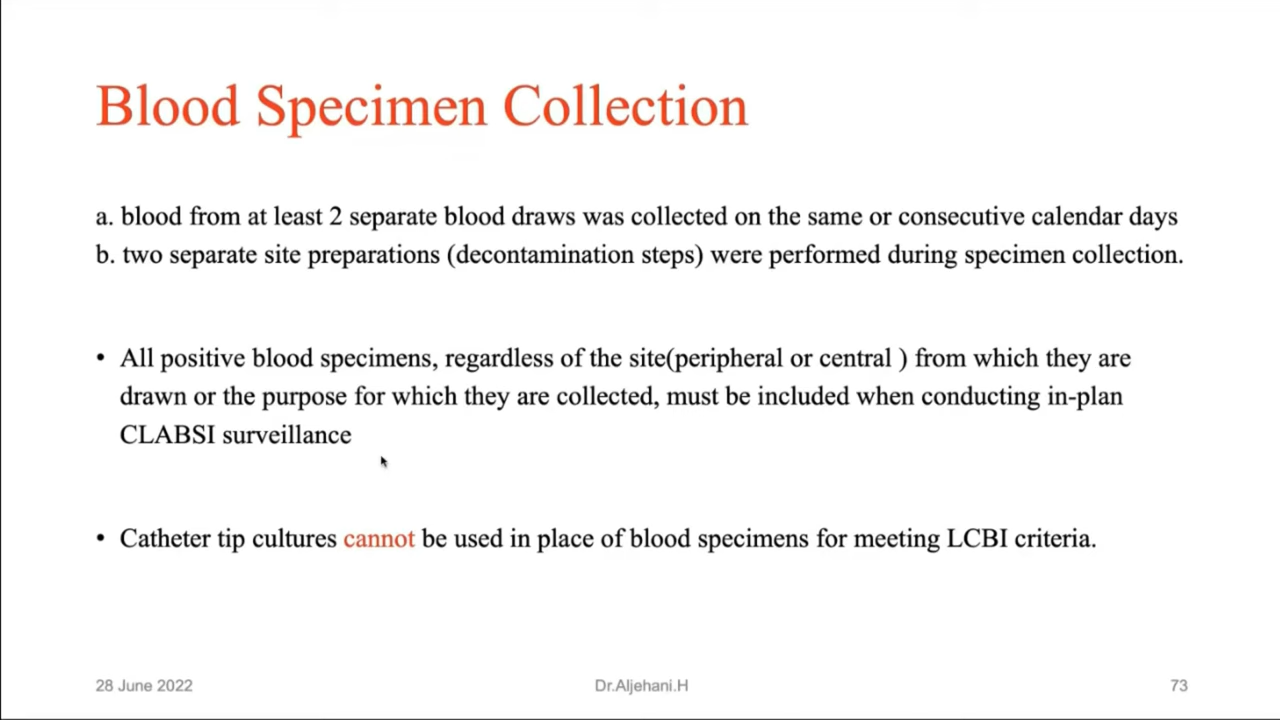 Blood Specimen Collection
a. blood from at least 2 separate blood draws was collected on the same or consecutive calendar days
b. two separate site preparations (decontamination steps) were performed during specimen collection.
• All positive blood specimens, regardless of the site(peripheral or central ) from which they are
drawn or the purpose for which they are collected, must be included when conducting in-plan
CLABSI surveillance
• Catheter tip cultures cannot be used in place of blood specimens for meeting LCBI criteria.
28 June 2022
Dr.Aljehani.H
73